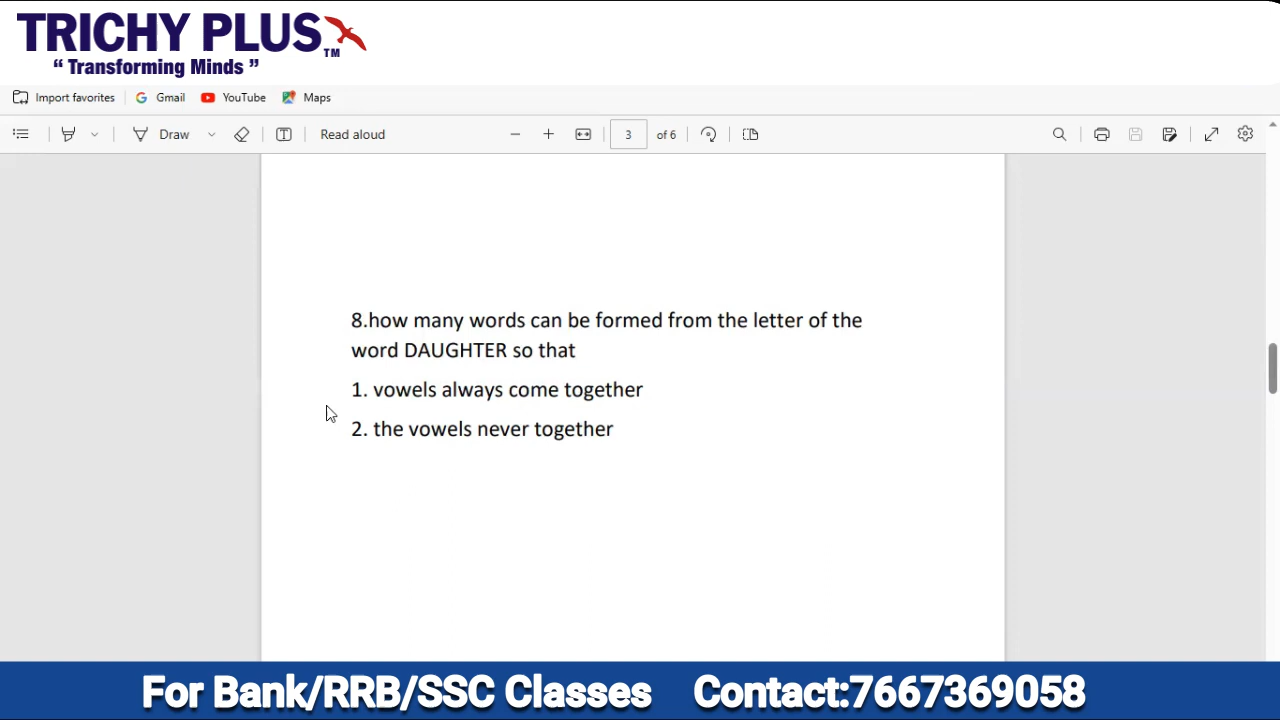 TRICHY PLUS TM
“ Transforming Minds ”
Import favorites Gmail YouTube Maps
Draw Read aloud 3 of 6
8.how many words can be formed from the letter of the
word DAUGHTER so that
1. vowels always come together
2. the vowels never together
For Bank/RRB/SSC Classes Contact:7667369058